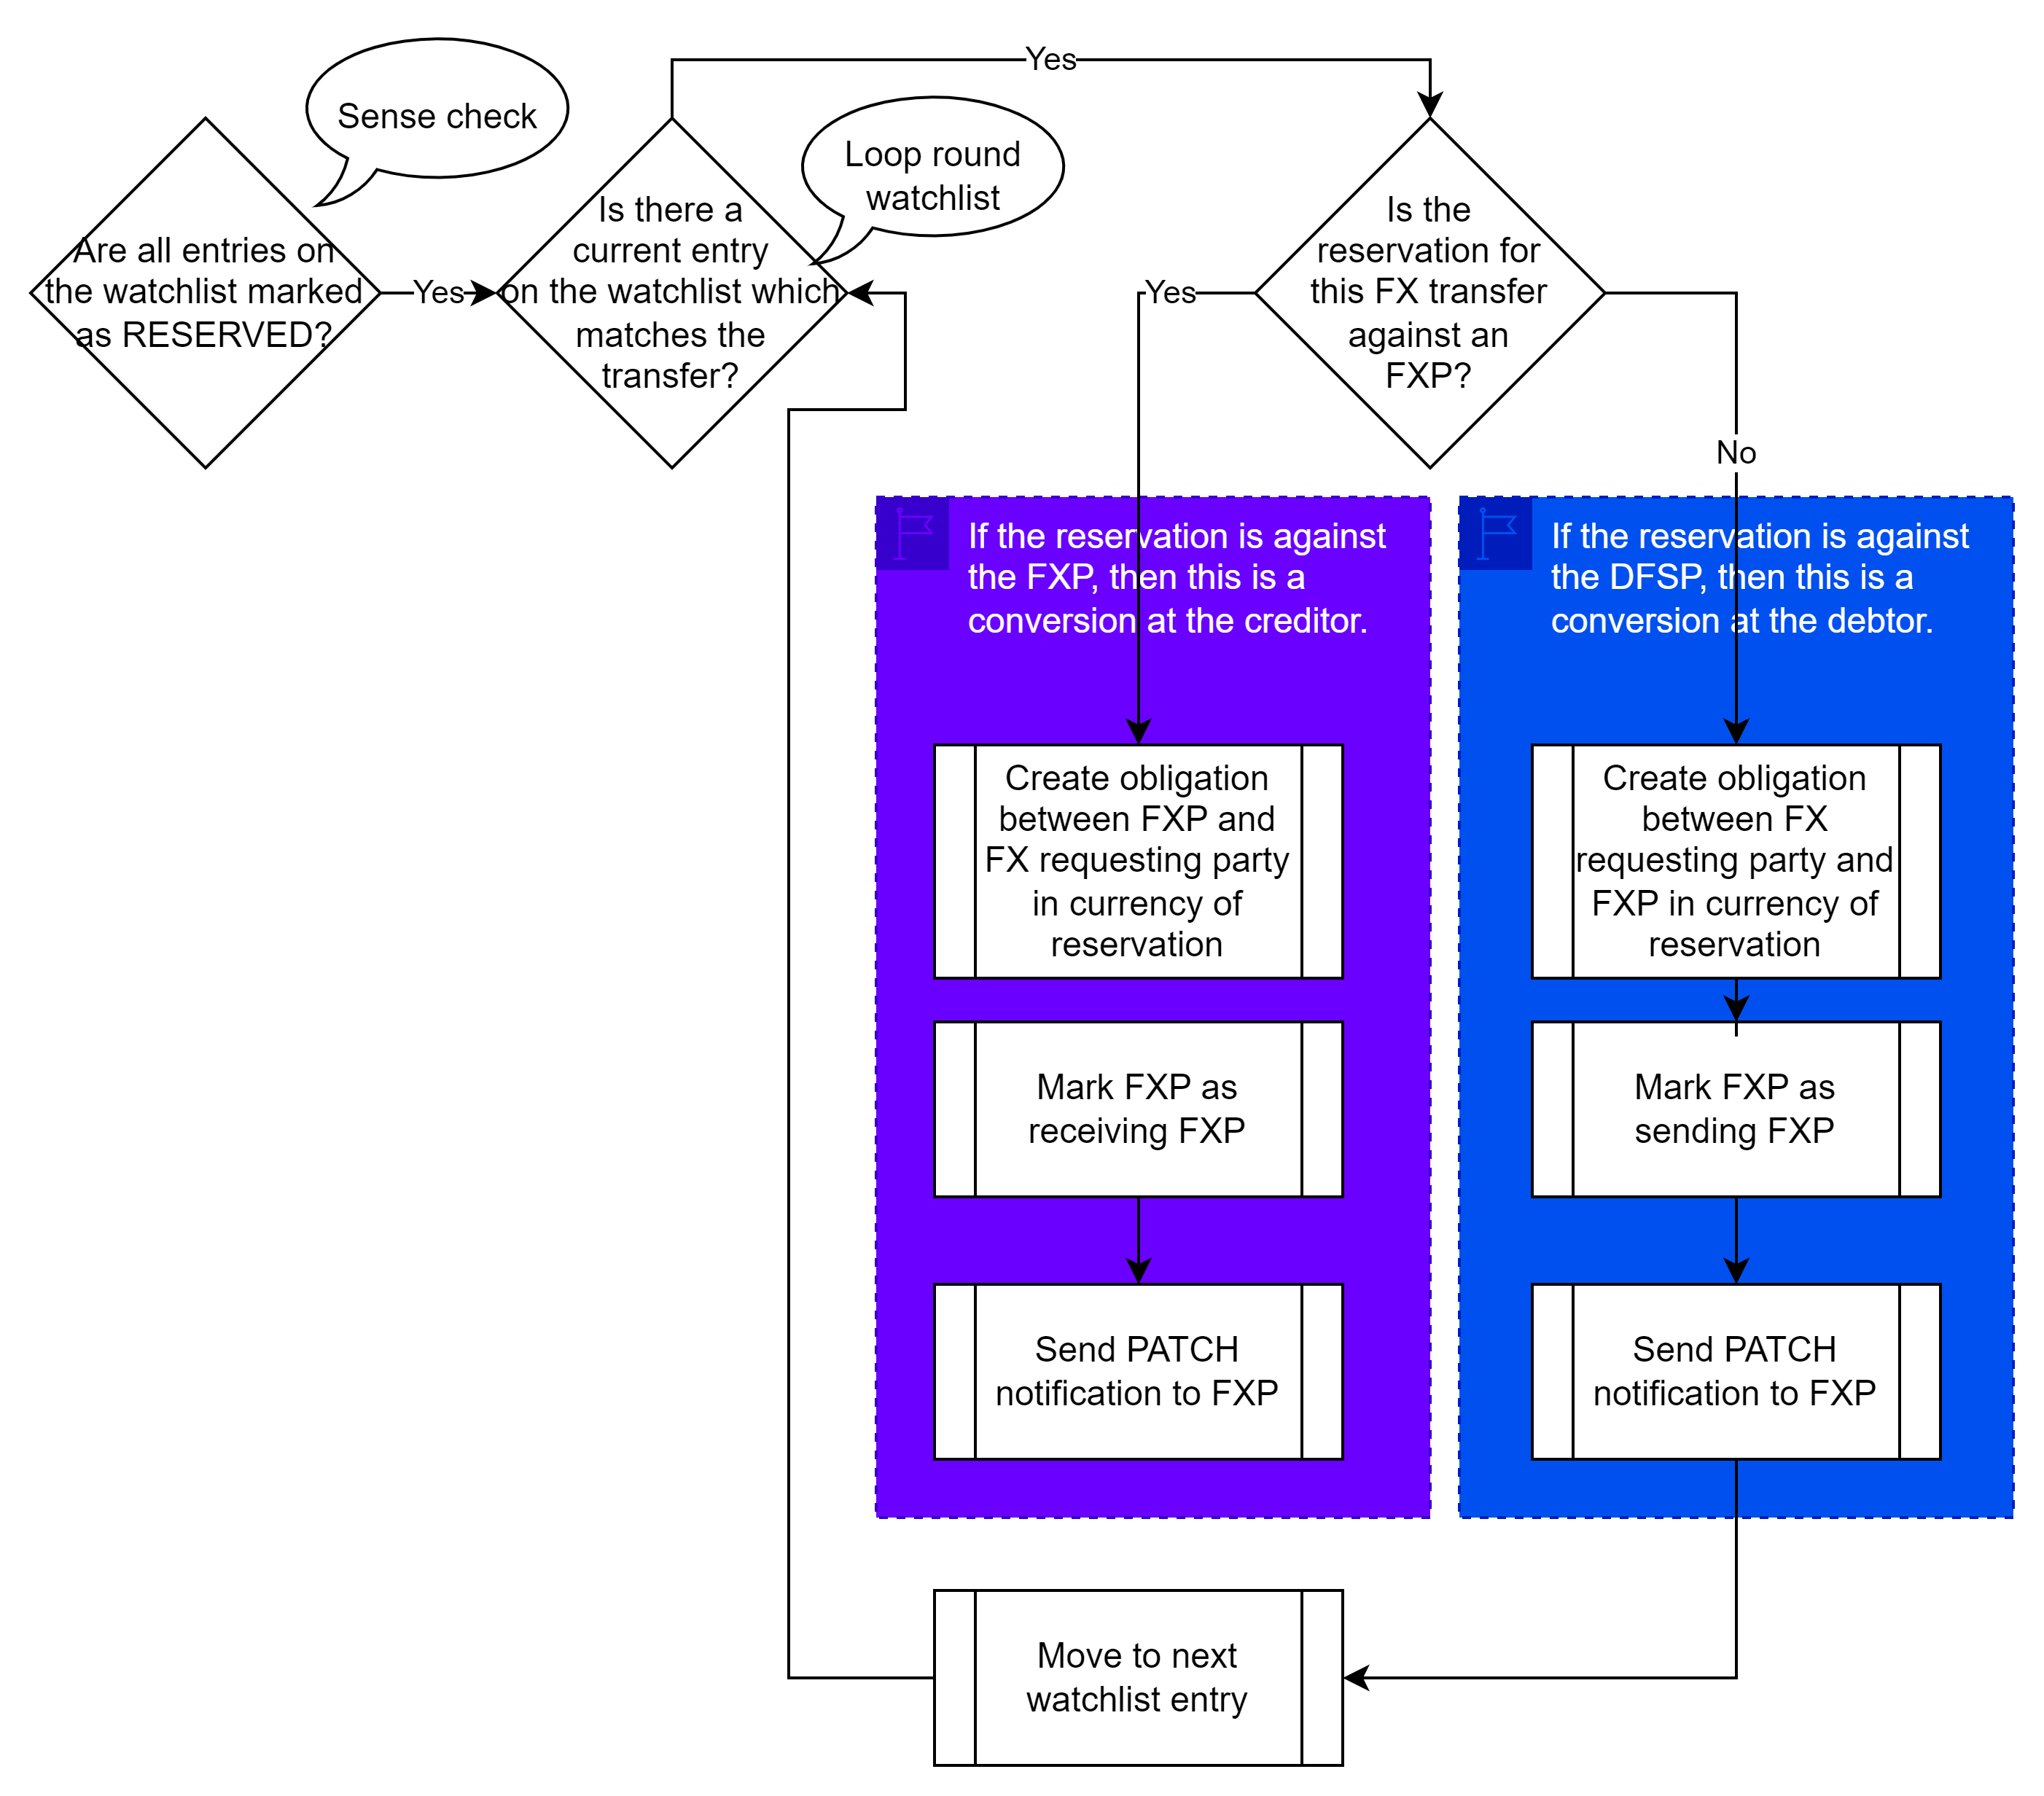 Yes
Sense check
Loop round
watchlist
Are all entries on
the watchlist marked
as RESERVED?
Yes
Is there a
current entry
on the watchlist which
matches the
transfer?
Yes
Is the
reservation for
this FX transfer
against an
FXP?
No
If the reservation is against
the FXP, then this is a
conversion at the creditor.
If the reservation is against
the DFSP, then this is a
conversion at the debtor.
Create obligation
between FXP and
FX requesting party
in currency of
reservation
Create obligation
between FX
requesting party and
FXP in currency of
reservation
Mark FXP as
receiving FXP
Mark FXP as
sending FXP
Send PATCH
notification to FXP
Send PATCH
notification to FXP
Move to next
watchlist entry